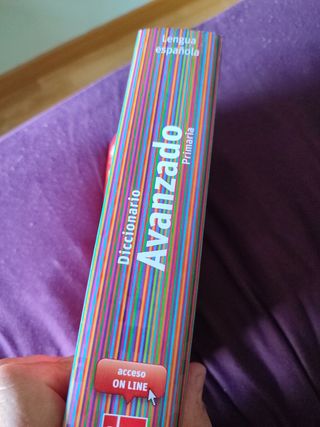 Lengua
española
Diccionario
Avanzado
Primaria
acceso
ON LINE